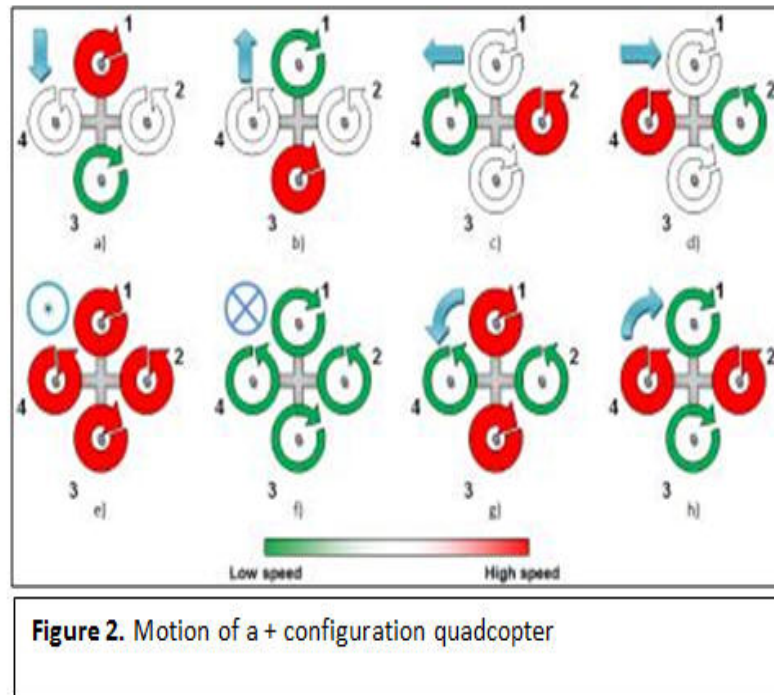 1 1 1 1
2 2 2 2
4 4 4 4
3 3 3 3
a) b) c) d)
1 1 1 1
2 2 2 2
4 4 4 4
3 3 3 3
e) f) g) h)
Low speed High speed
Figure 2. Motion of a + configuration quadcopter